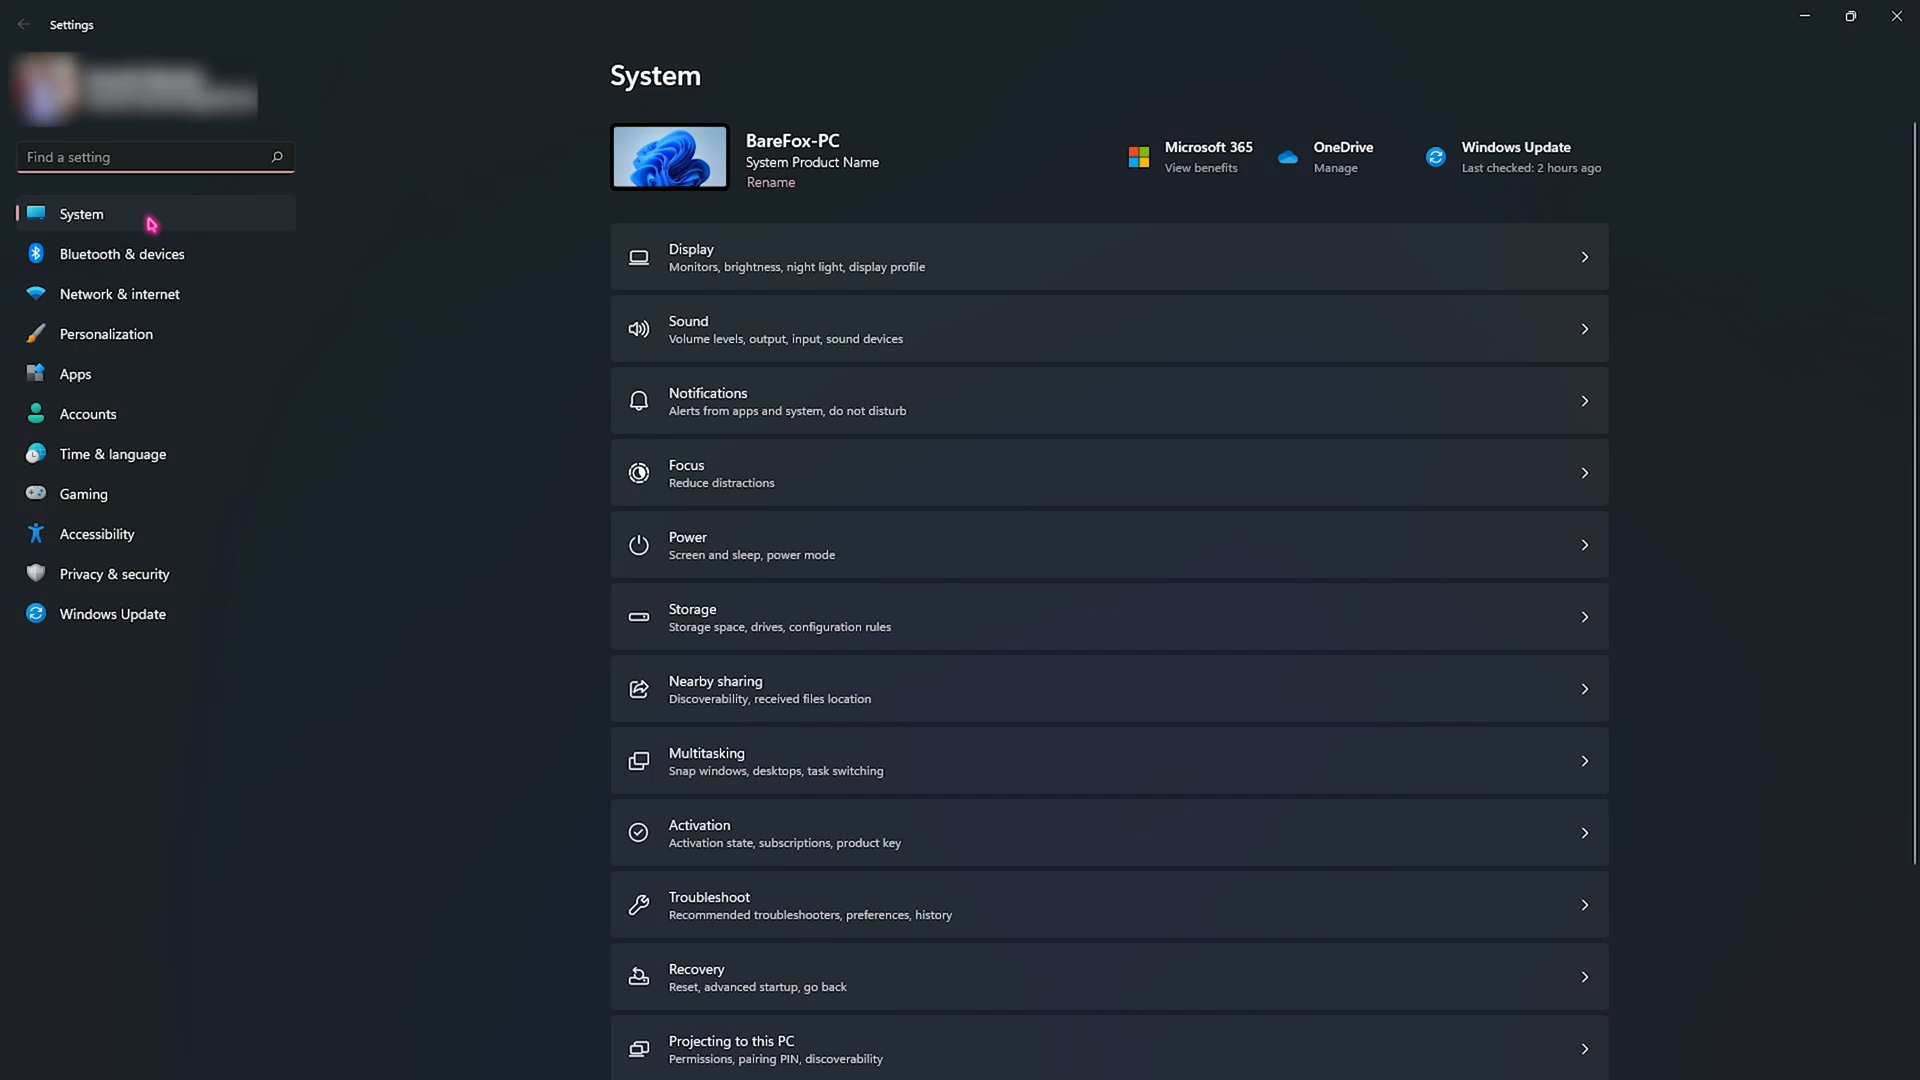 Settings
Find a setting
System
Bluetooth & devices
Network & internet
Personalization
Apps
Accounts
Time & language
Gaming
Accessibility
Privacy & security
Windows Update
System
BareFox-PC
System Product Name
Rename
Microsoft 365
View benefits
OneDrive
Manage
Windows Update
Last checked: 2 hours ago
Display
Monitors, brightness, night light, display profile
Sound
Volume levels, output, input, sound devices
Notifications
Alerts from apps and system, do not disturb
Focus
Reduce distractions
Power
Screen and sleep, power mode
Storage
Storage space, drives, configuration rules
Nearby sharing
Discoverability, received files location
Multitasking
Snap windows, desktops, task switching
Activation
Activation state, subscriptions, product key
Troubleshoot
Recommended troubleshooters, preferences, history
Recovery
Reset, advanced startup, go back
Projecting to this PC
Permissions, pairing PIN, discoverability